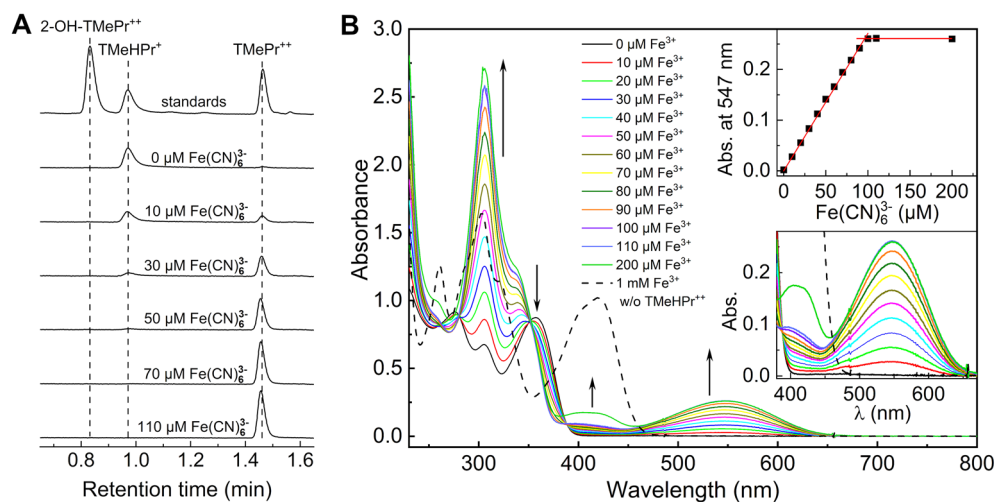 A
2-OH-TMePr⁺⁺
TMeHPr⁺
TMePr⁺⁺
standards
0 µM Fe(CN)₆³⁻
10 µM Fe(CN)₆³⁻
30 µM Fe(CN)₆³⁻
50 µM Fe(CN)₆³⁻
70 µM Fe(CN)₆³⁻
110 µM Fe(CN)₆³⁻
0.8 1.0 1.2 1.4 1.6
Retention time (min)
B
3.0
2.5
2.0
1.5
1.0
0.5
0.0
Absorbance
300 400 500 600 700 800
Wavelength (nm)
0 µM Fe³⁺
10 µM Fe³⁺
20 µM Fe³⁺
30 µM Fe³⁺
40 µM Fe³⁺
50 µM Fe³⁺
60 µM Fe³⁺
70 µM Fe³⁺
80 µM Fe³⁺
90 µM Fe³⁺
100 µM Fe³⁺
110 µM Fe³⁺
200 µM Fe³⁺
1 mM Fe³⁺
w/o TMeHPr⁺⁺
Abs. at 547 nm
0.2
0.1
0.0
0 50 100 150 200
Fe(CN)₆³⁻ (µM)
Abs.
0.2
0.1
0.0
400 500 600
λ (nm)